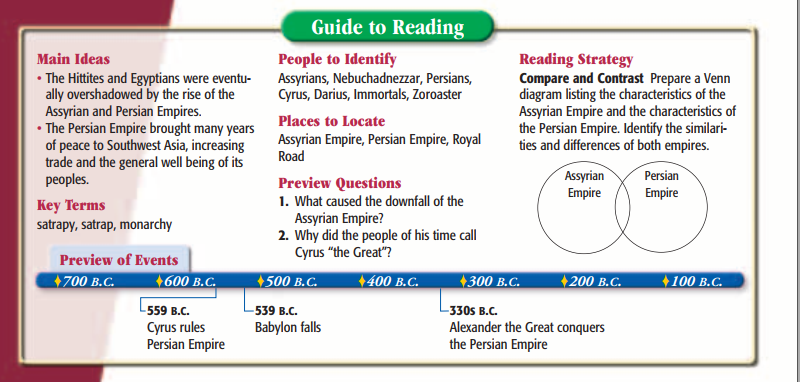 Guide to Reading
Main Ideas
• The Hittites and Egyptians were eventu-
ally overshadowed by the rise of the
Assyrian and Persian Empires.
• The Persian Empire brought many years
of peace to Southwest Asia, increasing
trade and the general well being of its
peoples.
Key Terms
satrapy, satrap, monarchy
People to Identify
Assyrians, Nebuchadnezzar, Persians,
Cyrus, Darius, Immortals, Zoroaster
Places to Locate
Assyrian Empire, Persian Empire, Royal
Road
Preview Questions
1. What caused the downfall of the
Assyrian Empire?
2. Why did the people of his time call
Cyrus “the Great”?
Reading Strategy
Compare and Contrast Prepare a Venn
diagram listing the characteristics of the
Assyrian Empire and the characteristics of
the Persian Empire. Identify the similari-
ties and differences of both empires.
Assyrian
Empire
Persian
Empire
Preview of Events
700 B.C. 600 B.C. 500 B.C. 400 B.C. 300 B.C. 200 B.C. 100 B.C.
559 B.C.
Cyrus rules
Persian Empire
539 B.C.
Babylon falls
330s B.C.
Alexander the Great conquers
the Persian Empire